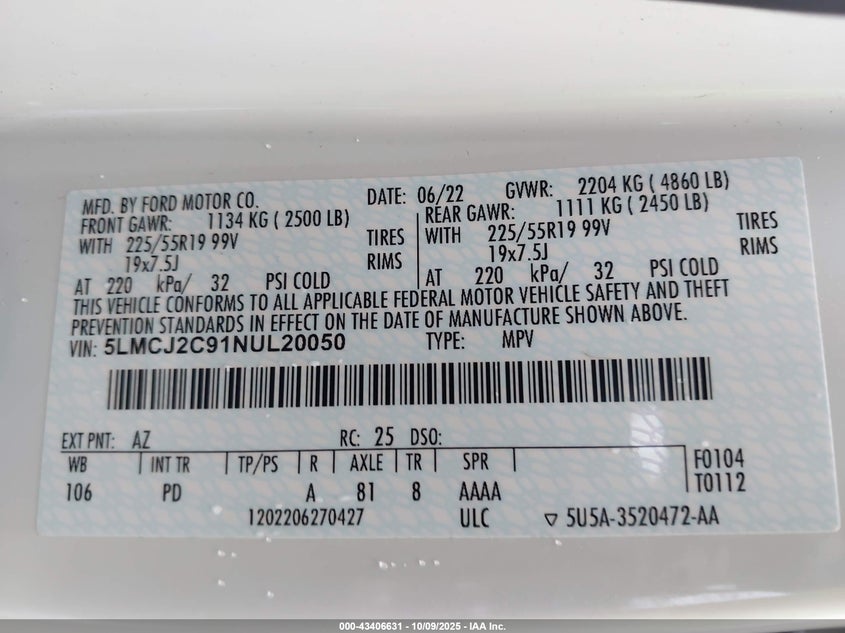 MFD. BY FORD MOTOR CO. DATE: 06/22 GVWR: 2204 KG ( 4860 LB)
FRONT GAWR: 1134 KG ( 2500 LB) REAR GAWR: 1111 KG ( 2450 LB)
WITH 225/55R19 99V TIRES WITH 225/55R19 99V TIRES
19x7.5J RIMS 19x7.5J RIMS
AT 220 kPa/ 32 PSI COLD AT 220 kPa/ 32 PSI COLD
THIS VEHICLE CONFORMS TO ALL APPLICABLE FEDERAL MOTOR VEHICLE SAFETY AND THEFT
PREVENTION STANDARDS IN EFFECT ON THE DATE OF MANUFACTURE SHOWN ABOVE.
VIN: 5LMCJ2C91NUL20050 TYPE: MPV
EXT PNT: AZ RC: 25 DSO:
WB INT TR TP/PS R AXLE TR SPR F0104
106 PD A 81 8 AAAA T0112
1202206270427 ULC ▽ 5U5A-3520472-AA
000-43406631 - 10/09/2025 - IAA Inc.